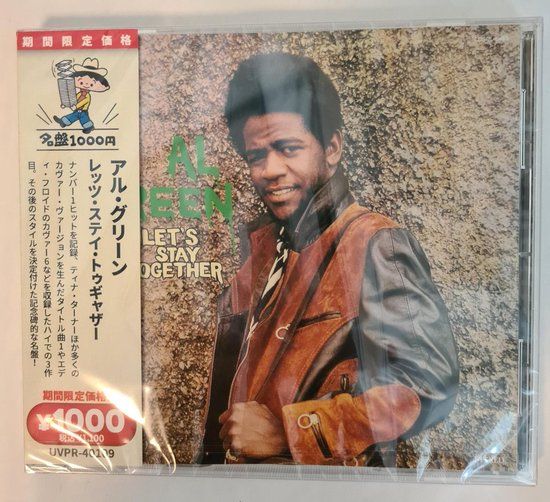 期間限定価格
名盤1000円
アル・グリーン
レッツ・ステイ・トゥギャザー
ナンバー1ヒットを記録、ティナ・ターナーほか多くの
カヴァー・ヴァージョンを生んだタイトル曲1やエデ
ィ・フロイドのカヴァー6などを収録したハイでの3作
目。その後のスタイルを決定付けた記念碑的な名盤!
期間限定価格
¥1000
税込 ¥1,100
UVPR-40109
AL
REEN
LET'S
STAY
OGETHER